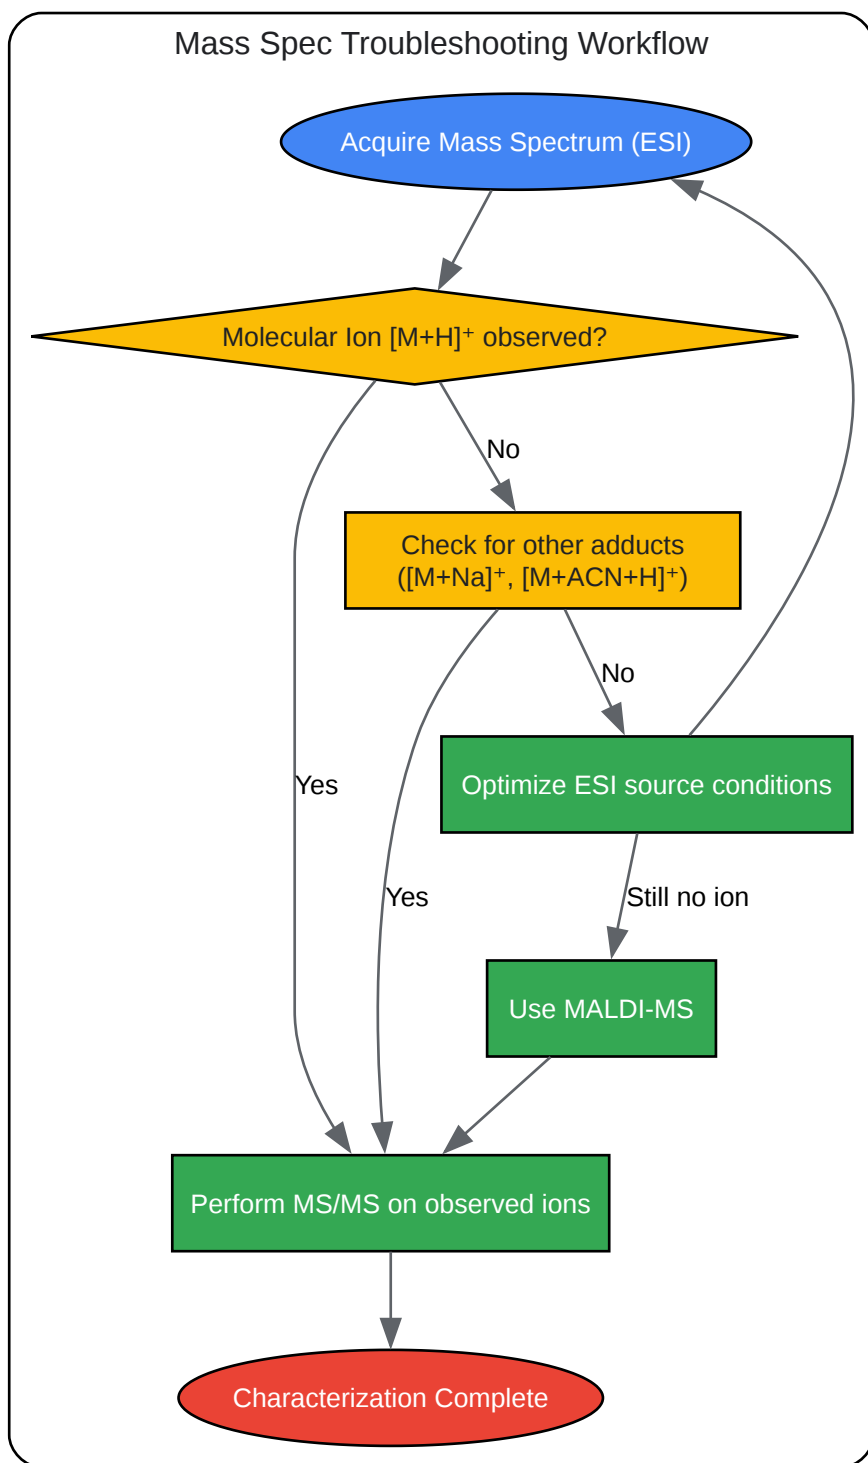 Mass Spec Troubleshooting Workflow
Acquire Mass Spectrum (ESI)
Molecular Ion [M+H]⁺ observed?
No
Check for other adducts
([M+Na]⁺, [M+ACN+H]⁺)
No
Optimize ESI source conditions
Yes
Yes
Still no ion
Use MALDI-MS
Perform MS/MS on observed ions
Characterization Complete